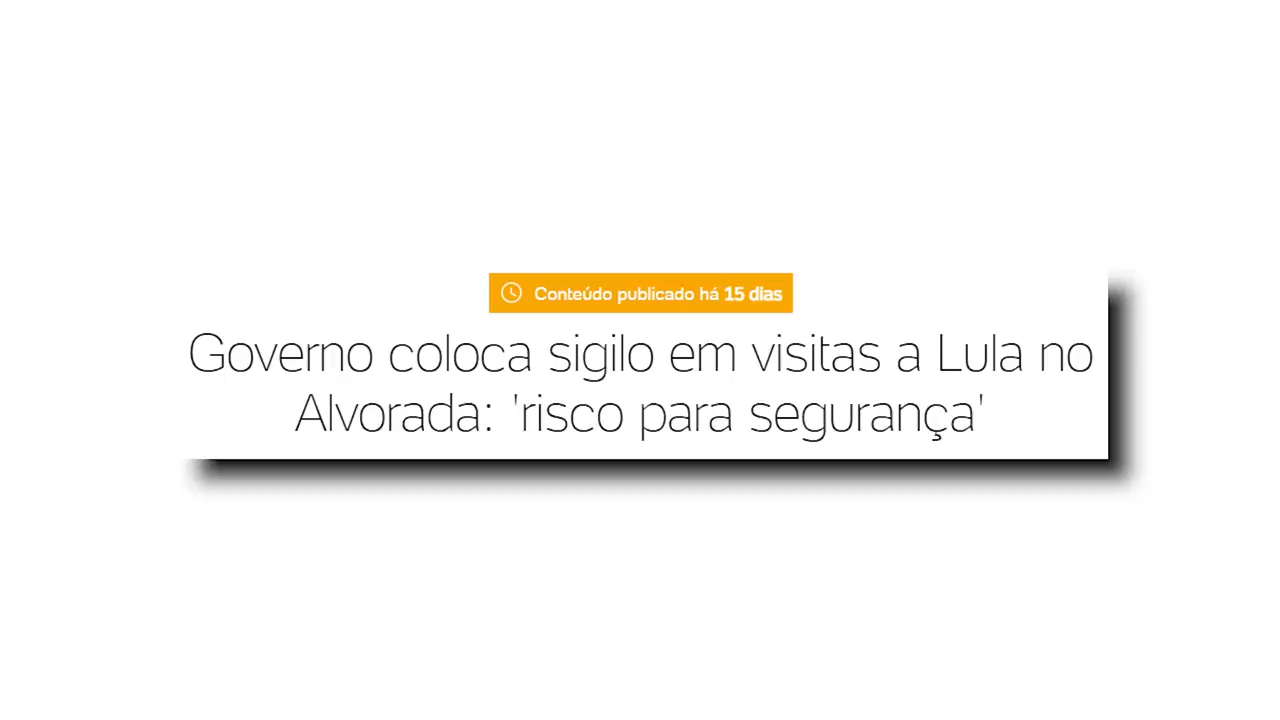 Conteúdo publicado há 15 dias
Governo coloca sigilo em visitas a Lula no
Alvorada: 'risco para segurança'